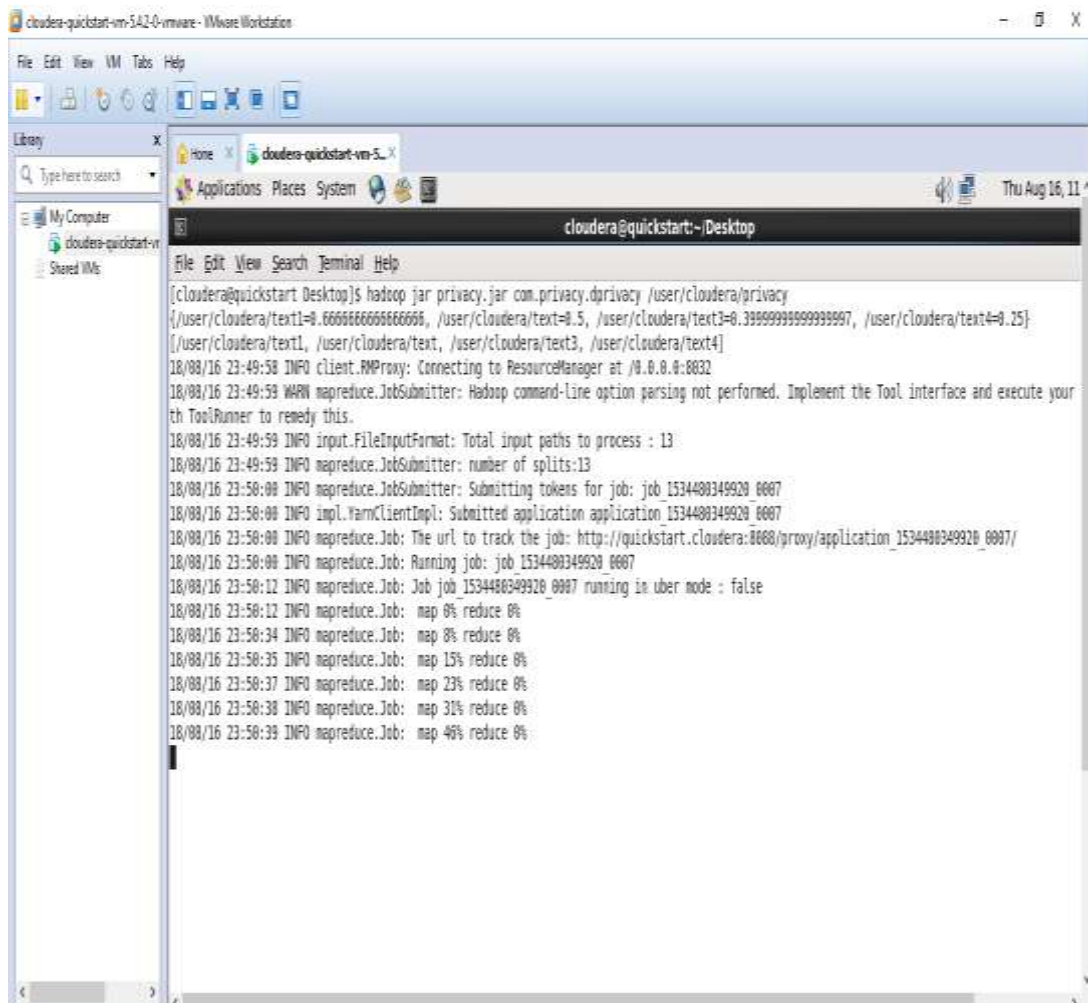 cloudera-quickstart-vm-5.4.2-0-vmware - VMware Workstation
File Edit View VM Tabs Help
Library X
Home X cloudera-quickstart-vm-5... X
Type here to search
Applications Places System Thu Aug 16, 11
My Computer
cloudera-quickstart-vr
Shared VMs
cloudera@quickstart:~/Desktop
File Edit View Search Terminal Help
[cloudera@quickstart Desktop]$ hadoop jar privacy.jar com.privacy.dprivacy /user/cloudera/privacy
{/user/cloudera/text1=0.6666666666666666, /user/cloudera/text=0.5, /user/cloudera/text3=0.3999999999999997, /user/cloudera/text4=0.25}
[/user/cloudera/text1, /user/cloudera/text, /user/cloudera/text3, /user/cloudera/text4]
18/08/16 23:49:58 INFO client.RMProxy: Connecting to ResourceManager at /0.0.0.0:8032
18/08/16 23:49:59 WARN mapreduce.JobSubmitter: Hadoop command-line option parsing not performed. Implement the Tool interface and execute your
th ToolRunner to remedy this.
18/08/16 23:49:59 INFO input.FileInputFormat: Total input paths to process : 13
18/08/16 23:49:59 INFO mapreduce.JobSubmitter: number of splits:13
18/08/16 23:50:00 INFO mapreduce.JobSubmitter: Submitting tokens for job: job_1534480349920_0007
18/08/16 23:50:00 INFO impl.YarnClientImpl: Submitted application application_1534480349920_0007
18/08/16 23:50:00 INFO mapreduce.Job: The url to track the job: http://quickstart.cloudera:8088/proxy/application_1534480349920_0007/
18/08/16 23:50:00 INFO mapreduce.Job: Running job: job_1534480349920_0007
18/08/16 23:50:12 INFO mapreduce.Job: Job job_1534480349920_0007 running in uber mode : false
18/08/16 23:50:12 INFO mapreduce.Job: map 0% reduce 0%
18/08/16 23:50:34 INFO mapreduce.Job: map 8% reduce 0%
18/08/16 23:50:35 INFO mapreduce.Job: map 15% reduce 0%
18/08/16 23:50:37 INFO mapreduce.Job: map 23% reduce 0%
18/08/16 23:50:38 INFO mapreduce.Job: map 31% reduce 0%
18/08/16 23:50:39 INFO mapreduce.Job: map 46% reduce 0%